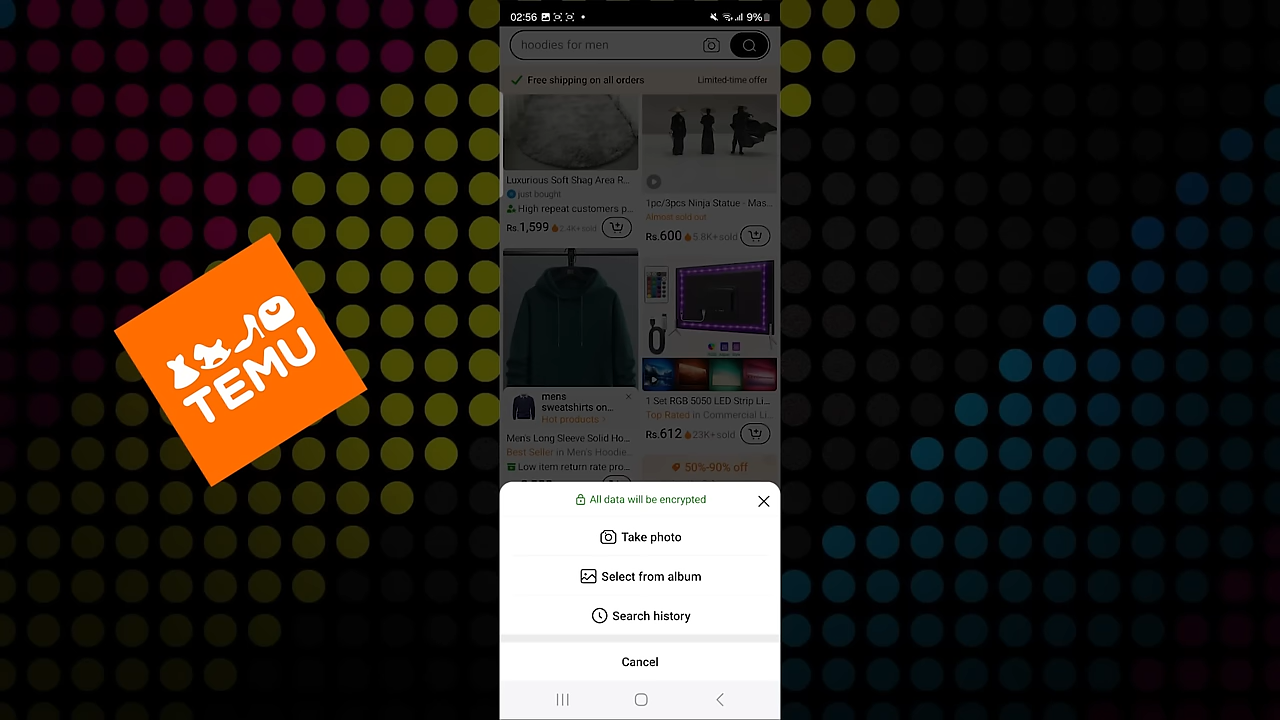 TEMU
02:56
9%
hoodies for men
Free shipping on all orders
Limited-time offer
Luxurious Soft Shag Area R...
just bought
High repeat customers p...
Rs.1,599
2.4K+sold
1pc/3pcs Ninja Statue - Mas...
Almost sold out
Rs.600
5.8K+sold
mens
sweatshirts on...
Hot products
Men's Long Sleeve Solid Ho...
Best Seller in Men's Hoodie...
Low item return rate pro...
1 Set RGB 5050 LED Strip Li...
Top Rated in Commercial Li...
Rs.612
23K+sold
50%-90% off
All data will be encrypted
Take photo
Select from album
Search history
Cancel